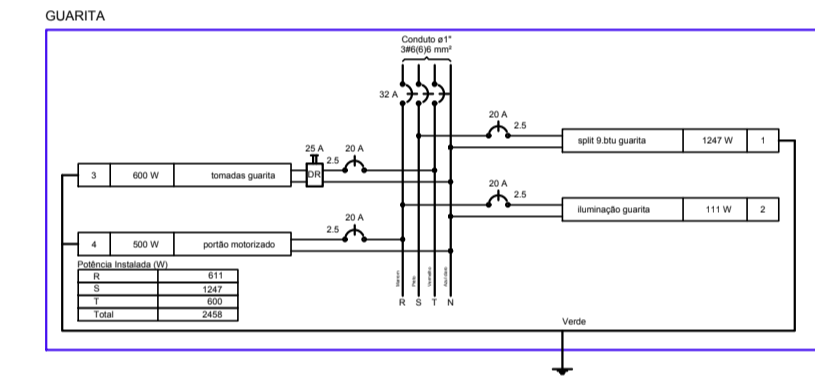 GUARITA
Conduto ø1"
3#6(6)6 mm²
32 A
20 A
2.5
split 9.btu guarita 1247 W 1
25 A 20 A
2.5
3 600 W tomadas guarita DR
20 A
2.5
iluminação guarita 111 W 2
20 A
2.5
4 500 W portão motorizado
Potência Instalada (W)
R 611
S 1247
T 600
Total 2458
R S T N
Verde